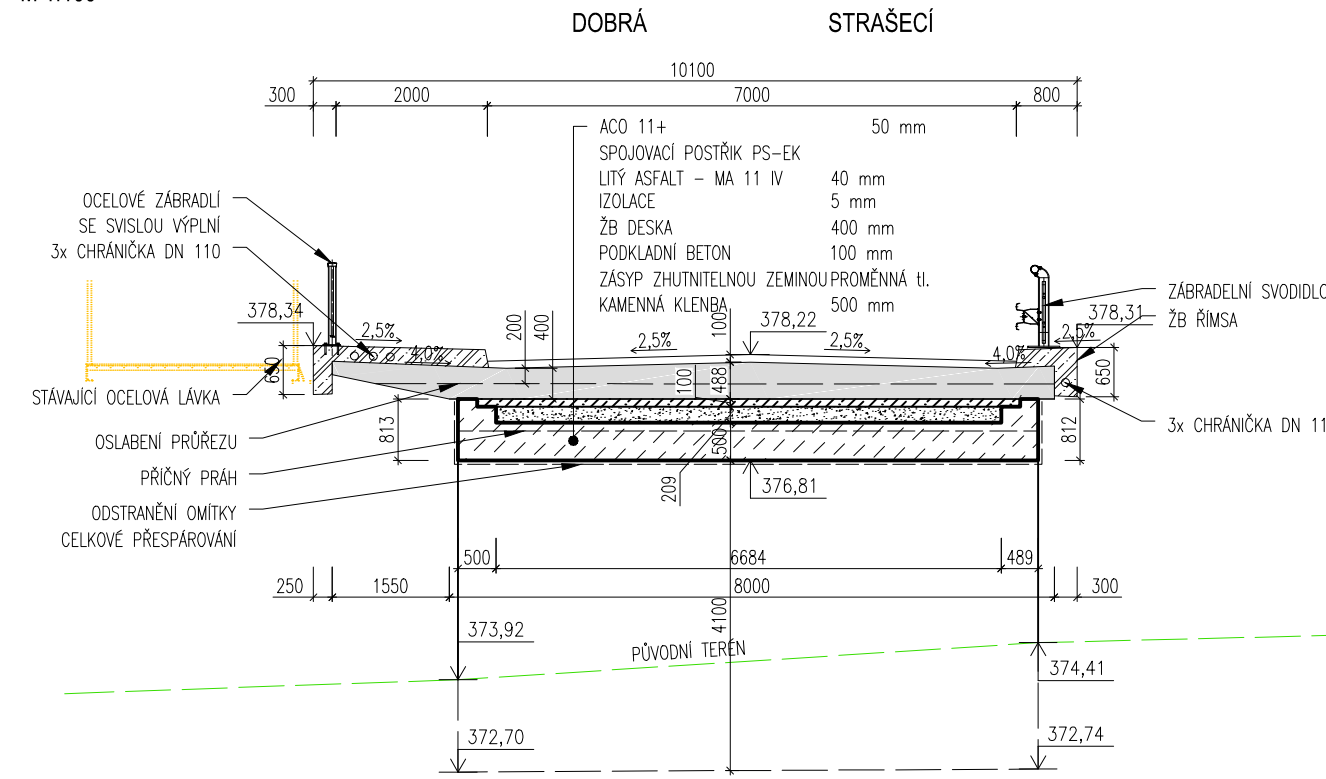 DOBRÁ STRAŠECÍ
10100
300 2000 7000 800
ACO 11+ 50 mm
SPOJOVACÍ POSTŘIK PS-EK
LITÝ ASFALT - MA 11 IV 40 mm
IZOLACE 5 mm
ŽB DESKA 400 mm
PODKLADNÍ BETON 100 mm
ZÁSYP ZHUTNITELNOU ZEMINOU PROMĚNNÁ tl.
KAMENNÁ KLENBA 500 mm
OCELOVÉ ZÁBRADLÍ
SE SVISLOU VÝPLNÍ
3x CHRÁNIČKA DN 110
ZÁBRADELNÍ SVODIDLO
ŽB ŘÍMSA
378,34
2,5%
4,0%
200
400
2,5%
100
378,22
2,5%
4,0%
378,31
2,5%
650
100
488
650
STÁVAJÍCÍ OCELOVÁ LÁVKA
3x CHRÁNIČKA DN 11
OSLABENÍ PRŮŘEZU
813
812
500
PŘÍČNÝ PRÁH
209
376,81
ODSTRANĚNÍ OMÍTKY
CELKOVÉ PŘESPÁROVÁNÍ
500 6684 489
250 1550 8000 300
4100
373,92
PŮVODNÍ TERÉN
374,41
372,70
372,74